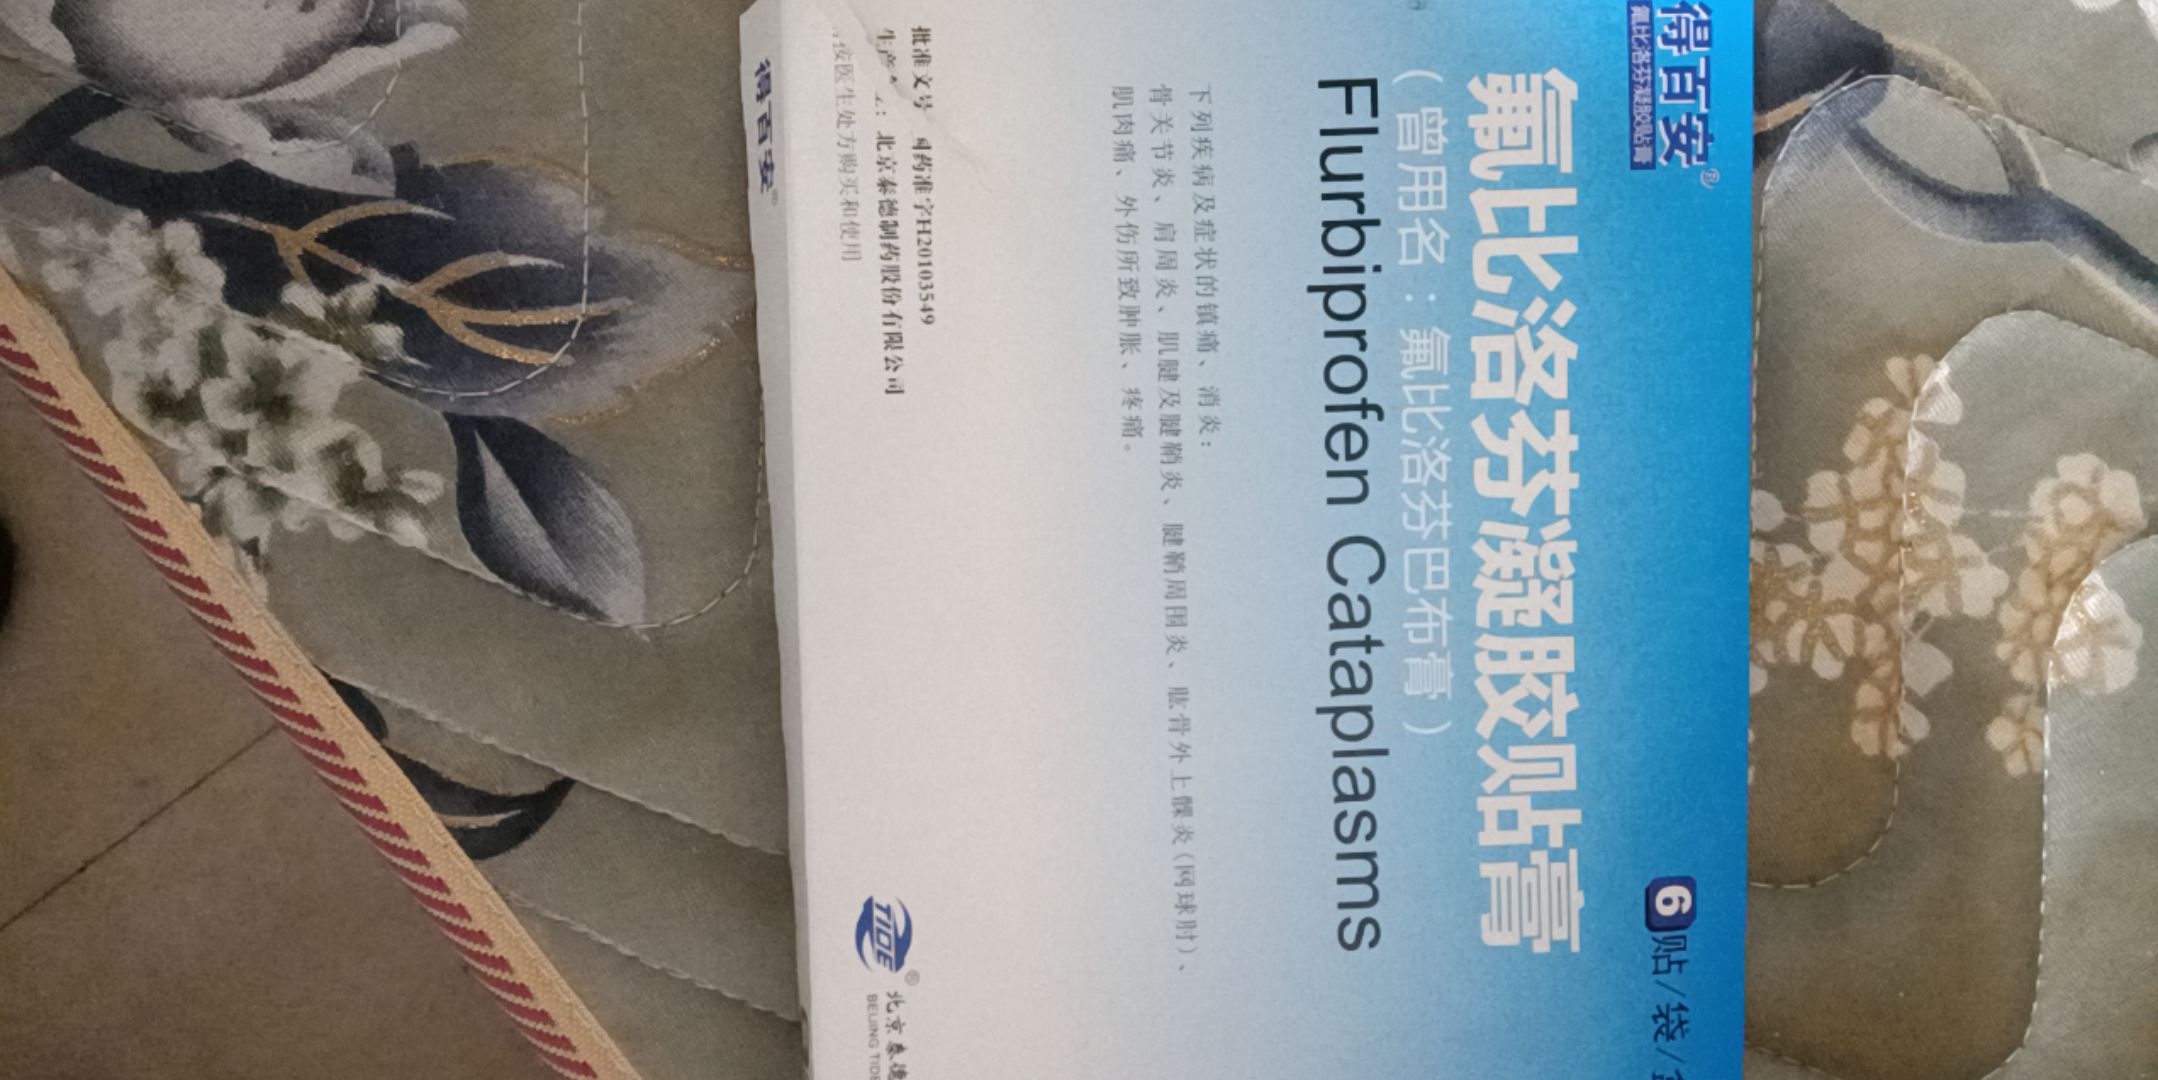 得百安®
氟比洛芬凝胶贴膏
6贴/袋/
氟比洛芬凝胶贴膏
(曾用名:氟比洛芬巴布膏)
Flurbiprofen Cataplasms
下列疾病及症状的镇痛、消炎:
骨关节炎、肩周炎、肌腱及腱鞘炎、腱鞘周围炎、肱骨外上髁炎(网球肘)、
肌肉痛、外伤所致肿胀、疼痛。
批准文号 国药准字H20103549
生产 :北京泰德制药股份有限公司
按医生处方购买和使用
TIDE®
北京泰德
BEIJING TIDE
得百安®